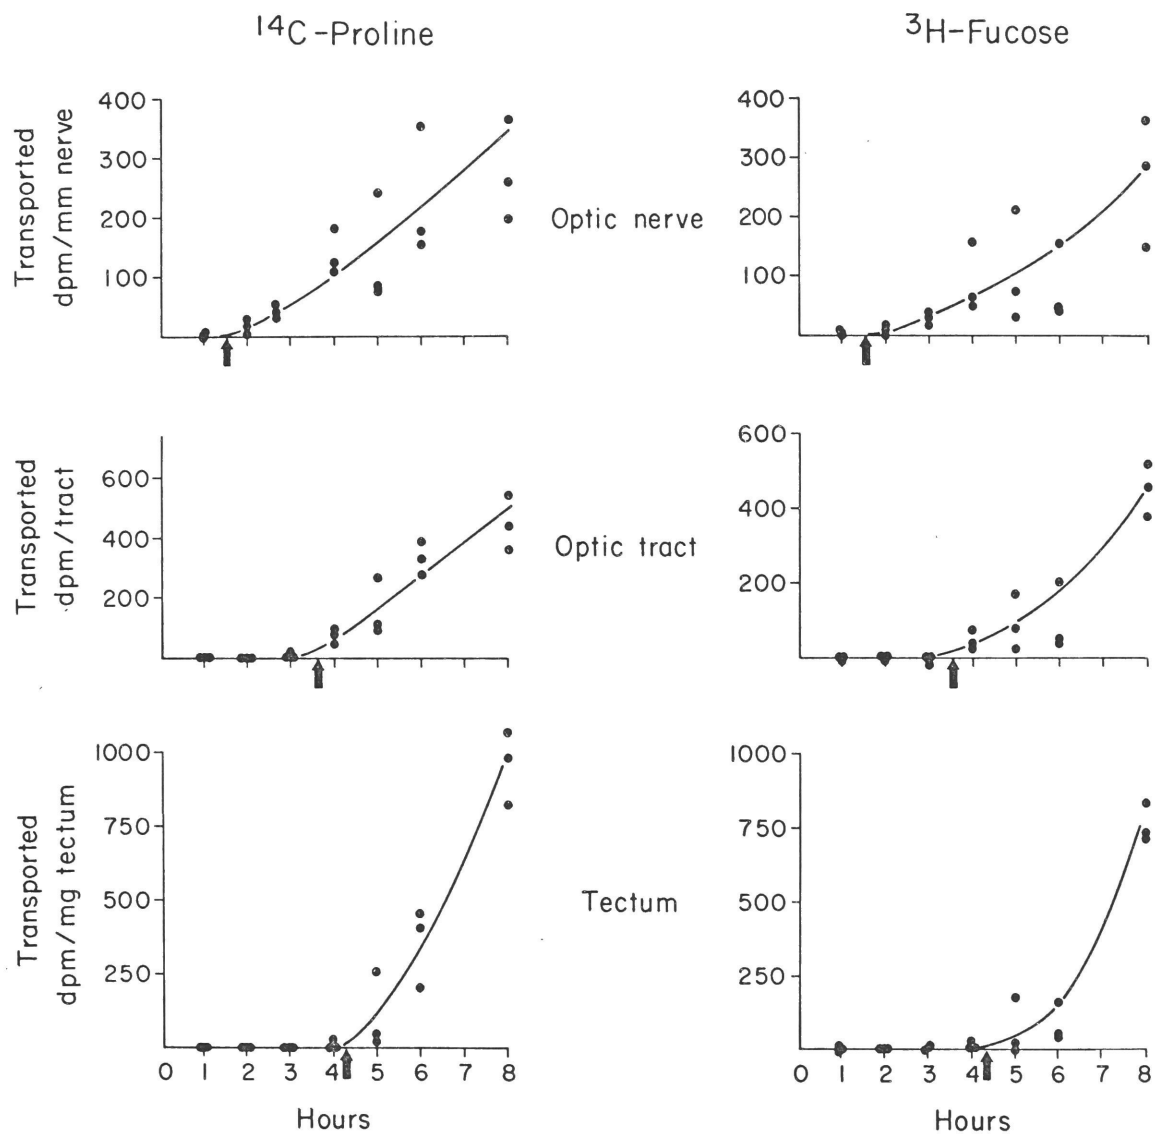 ¹⁴C-Proline
³H-Fucose
Transported
dpm/mm nerve
400
300
200
100
Optic nerve
400
300
200
100
Transported
dpm/tract
600
400
200
Optic tract
600
400
200
Transported
dpm/mg tectum
1000
750
500
250
0 1 2 3 4 5 6 7 8
Hours
Tectum
1000
750
500
250
0 1 2 3 4 5 6 7 8
Hours